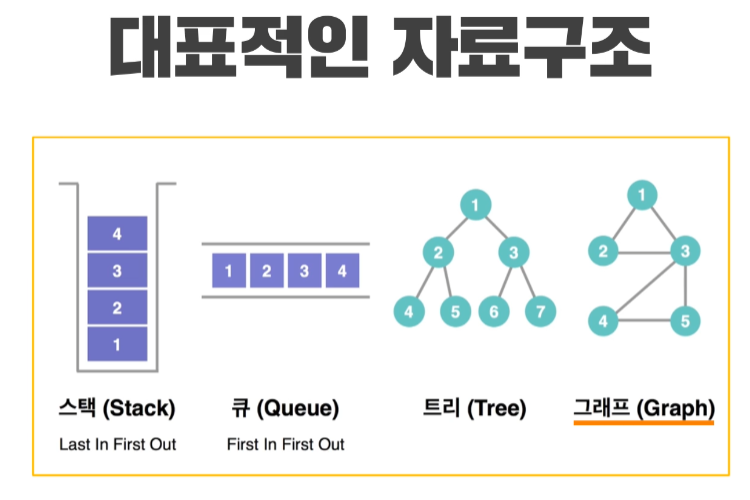 대표적인 자료구조
4
3
2
1
스택 (Stack)
Last In First Out
1 2 3 4
큐 (Queue)
First In First Out
1
2 3
4 5 6 7
트리 (Tree)
1
2 3
4 5
그래프 (Graph)